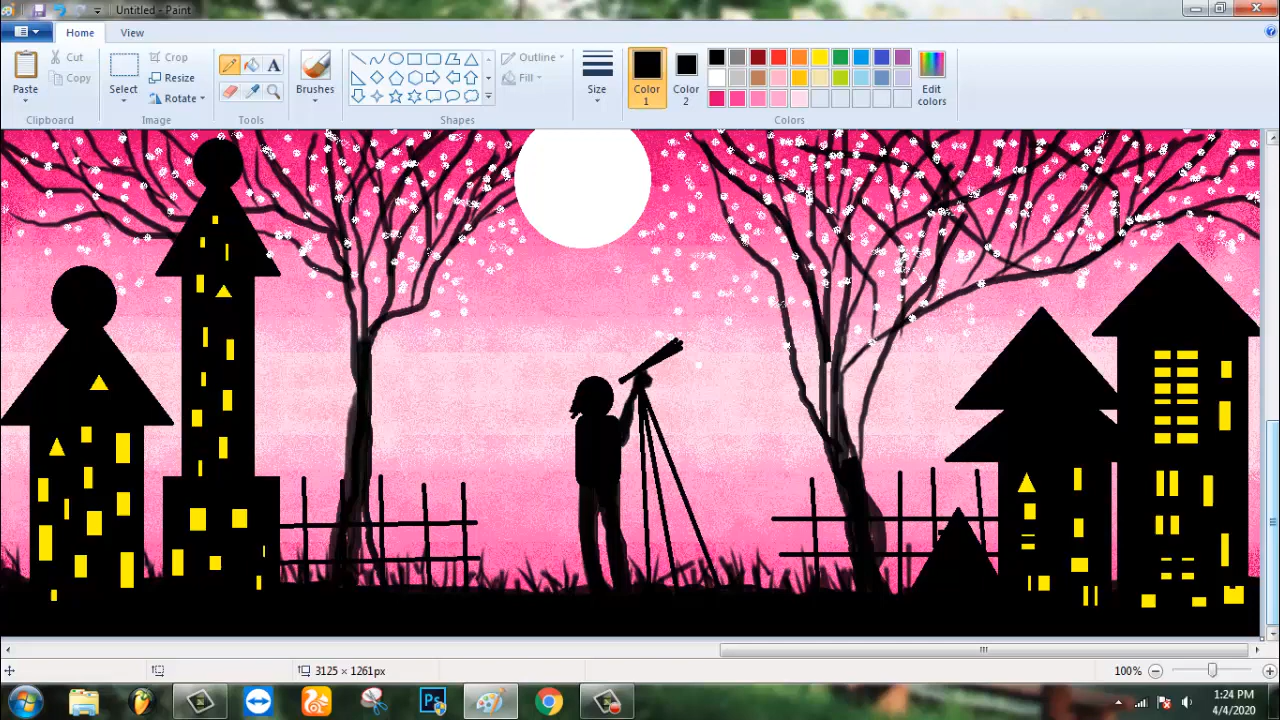 Untitled - Paint
Home View
Paste
Cut
Copy
Clipboard
Select
Crop
Resize
Rotate
Image
A
Tools
Brushes
Outline
Fill
Shapes
Size
Color 1
Color 2
Edit colors
Colors
3125 × 1261px
100%
Ps
1:24 PM
4/4/2020